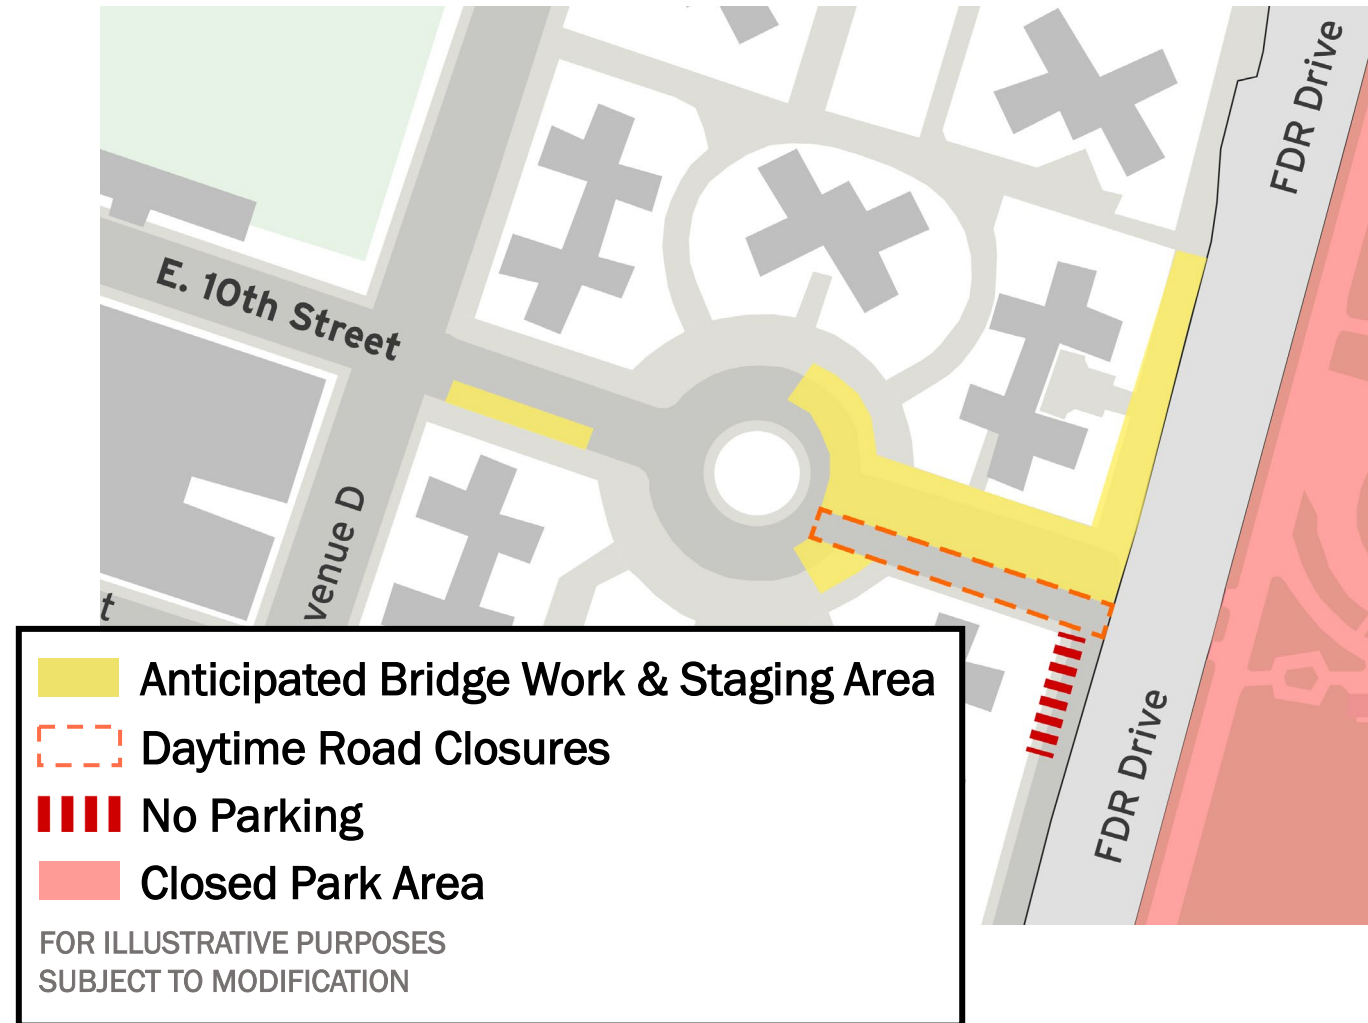 FDR Drive
E. 10th Street
venue D
t
FDR Drive
Anticipated Bridge Work & Staging Area
Daytime Road Closures
No Parking
Closed Park Area
FOR ILLUSTRATIVE PURPOSES
SUBJECT TO MODIFICATION